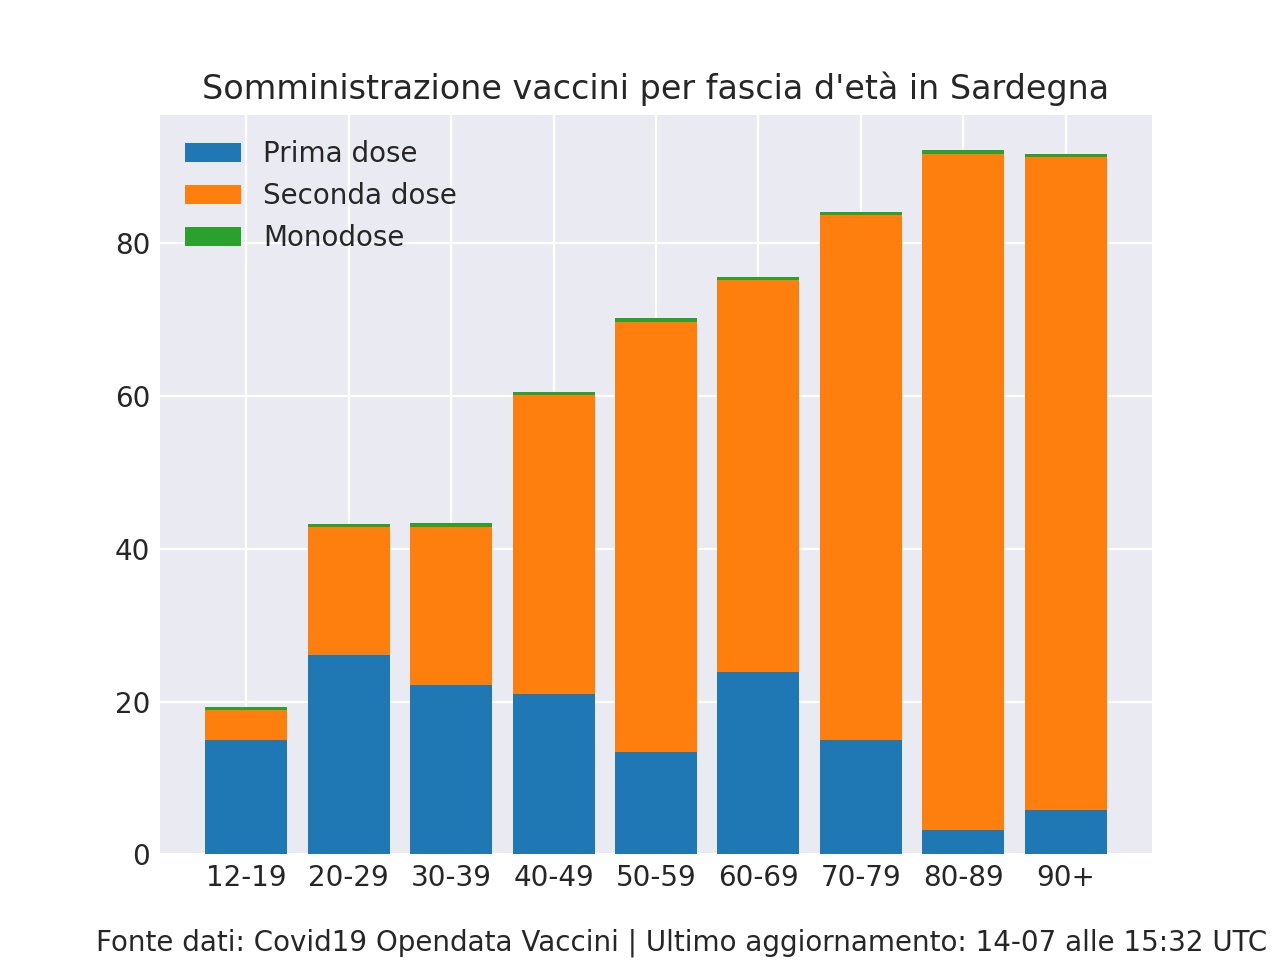 Somministrazione vaccini per fascia d'età in Sardegna
Prima dose
Seconda dose
Monodose
80
60
40
20
0
12-19 20-29 30-39 40-49 50-59 60-69 70-79 80-89 90+
Fonte dati: Covid19 Opendata Vaccini | Ultimo aggiornamento: 14-07 alle 15:32 UTC